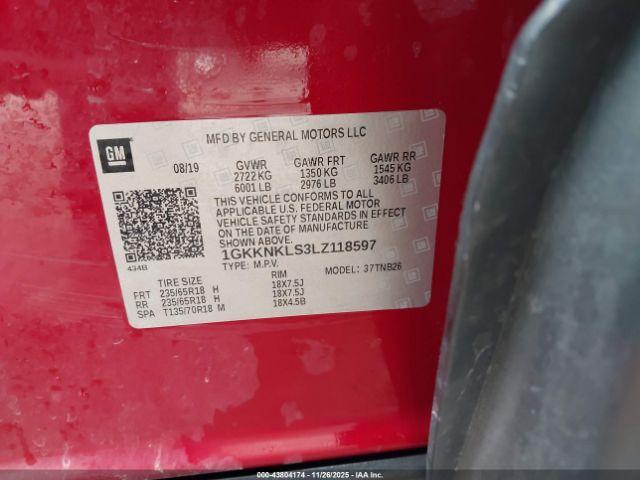 MFD BY GENERAL MOTORS LLC
GM
08/19 GVWR GAWR FRT GAWR RR
2722 KG 1350 KG 1545 KG
6001 LB 2976 LB 3406 LB
THIS VEHICLE CONFORMS TO ALL
APPLICABLE U.S. FEDERAL MOTOR
VEHICLE SAFETY STANDARDS IN EFFECT
ON THE DATE OF MANUFACTURE
SHOWN ABOVE.
434B
1GKKNKLS3LZ118597
TYPE: M.P.V. MODEL: 37TNB26
TIRE SIZE RIM
FRT 235/65R18 H 18X7.5J
RR 235/65R18 H 18X7.5J
SPA T135/70R18 M 18X4.5B
000-43804174 - 11/26/2025 - IAA Inc.